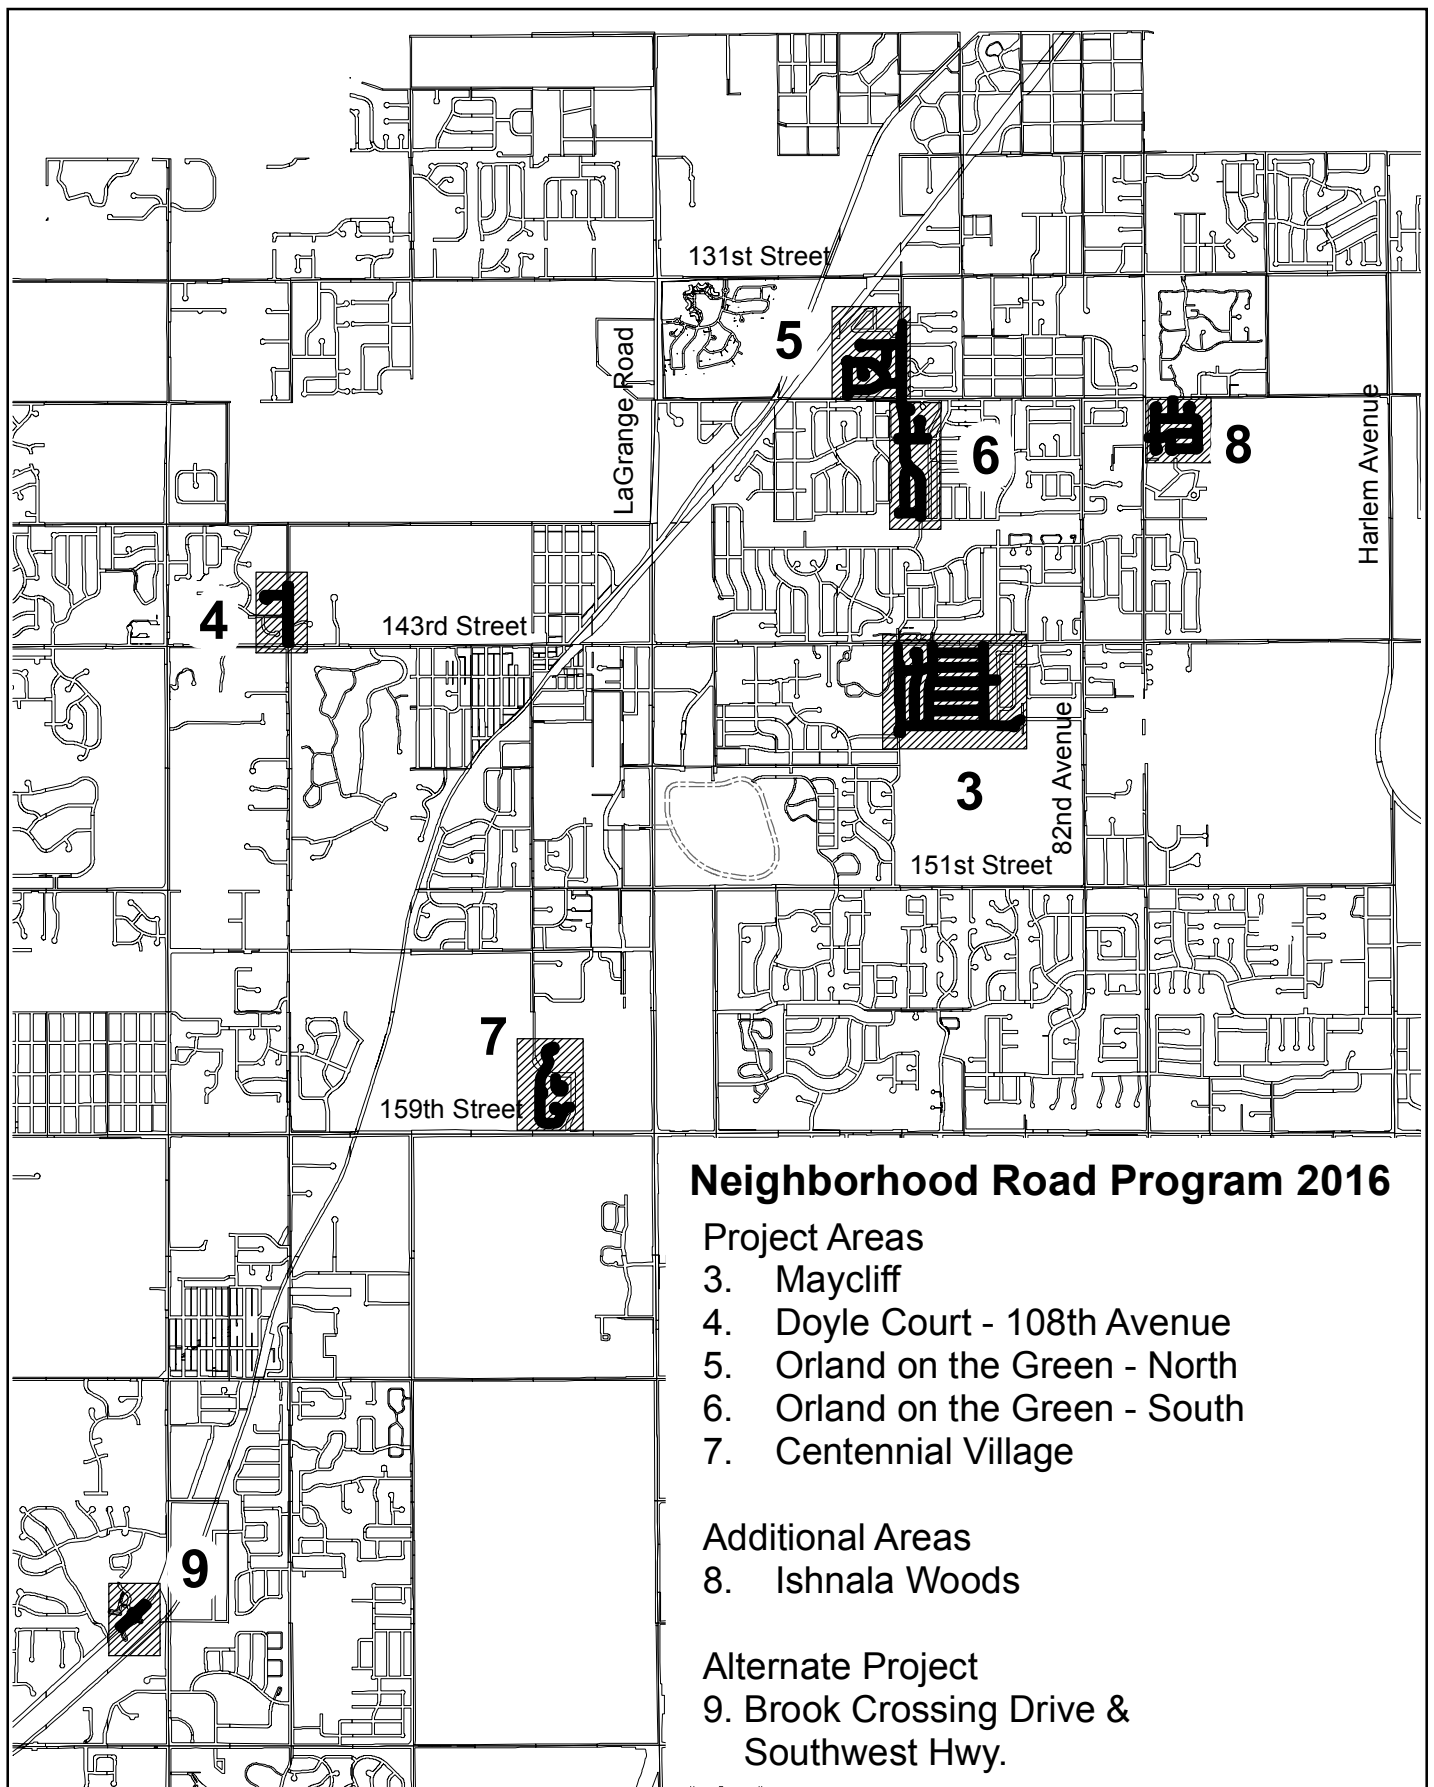 131st Street
5
LaGrange Road
6
8
Harlem Avenue
4
143rd Street
3
82nd Avenue
151st Street
7
159th Street
Neighborhood Road Program 2016
Project Areas
3. Maycliff
4. Doyle Court - 108th Avenue
5. Orland on the Green - North
6. Orland on the Green - South
7. Centennial Village
Additional Areas
8. Ishnala Woods
9
Alternate Project
9. Brook Crossing Drive &
Southwest Hwy.